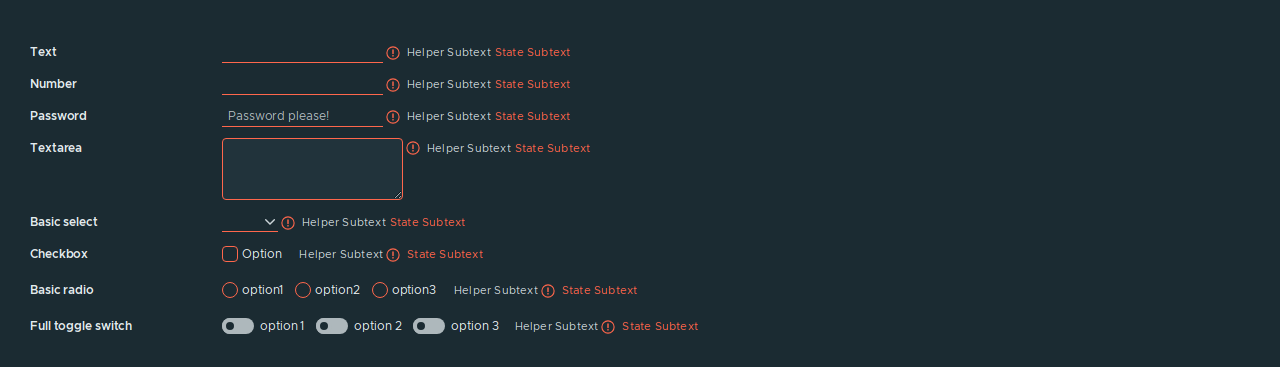 Text Helper Subtext State Subtext
Number Helper Subtext State Subtext
Password Password please! Helper Subtext State Subtext
Textarea Helper Subtext State Subtext
Basic select Helper Subtext State Subtext
Checkbox Option Helper Subtext State Subtext
Basic radio option1 option2 option3 Helper Subtext State Subtext
Full toggle switch option 1 option 2 option 3 Helper Subtext State Subtext